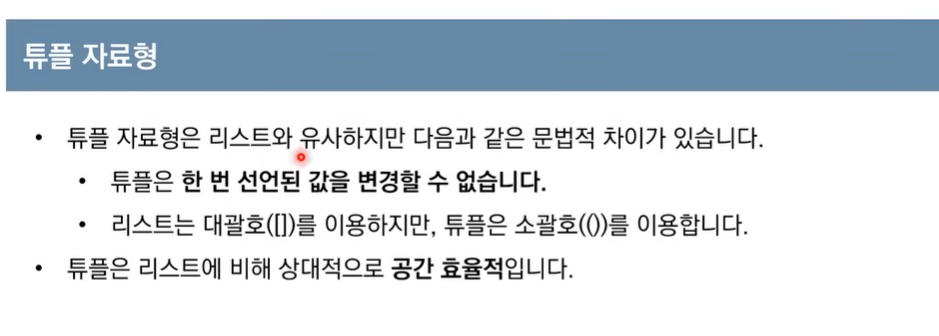 튜플 자료형
• 튜플 자료형은 리스트와 유사하지만 다음과 같은 문법적 차이가 있습니다.
• 튜플은 한 번 선언된 값을 변경할 수 없습니다.
• 리스트는 대괄호([])를 이용하지만, 튜플은 소괄호(())를 이용합니다.
• 튜플은 리스트에 비해 상대적으로 공간 효율적입니다.